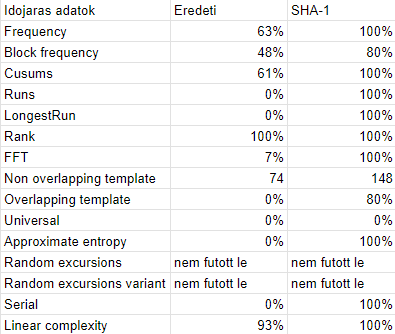 Idojaras adatok Eredeti SHA-1
Frequency 63% 100%
Block frequency 48% 80%
Cusums 61% 100%
Runs 0% 100%
LongestRun 0% 100%
Rank 100% 100%
FFT 7% 100%
Non overlapping template 74 148
Overlapping template 0% 80%
Universal 0% 0%
Approximate entropy 0% 100%
Random excursions nem futott le nem futott le
Random excursions variant nem futott le nem futott le
Serial 0% 100%
Linear complexity 93% 100%